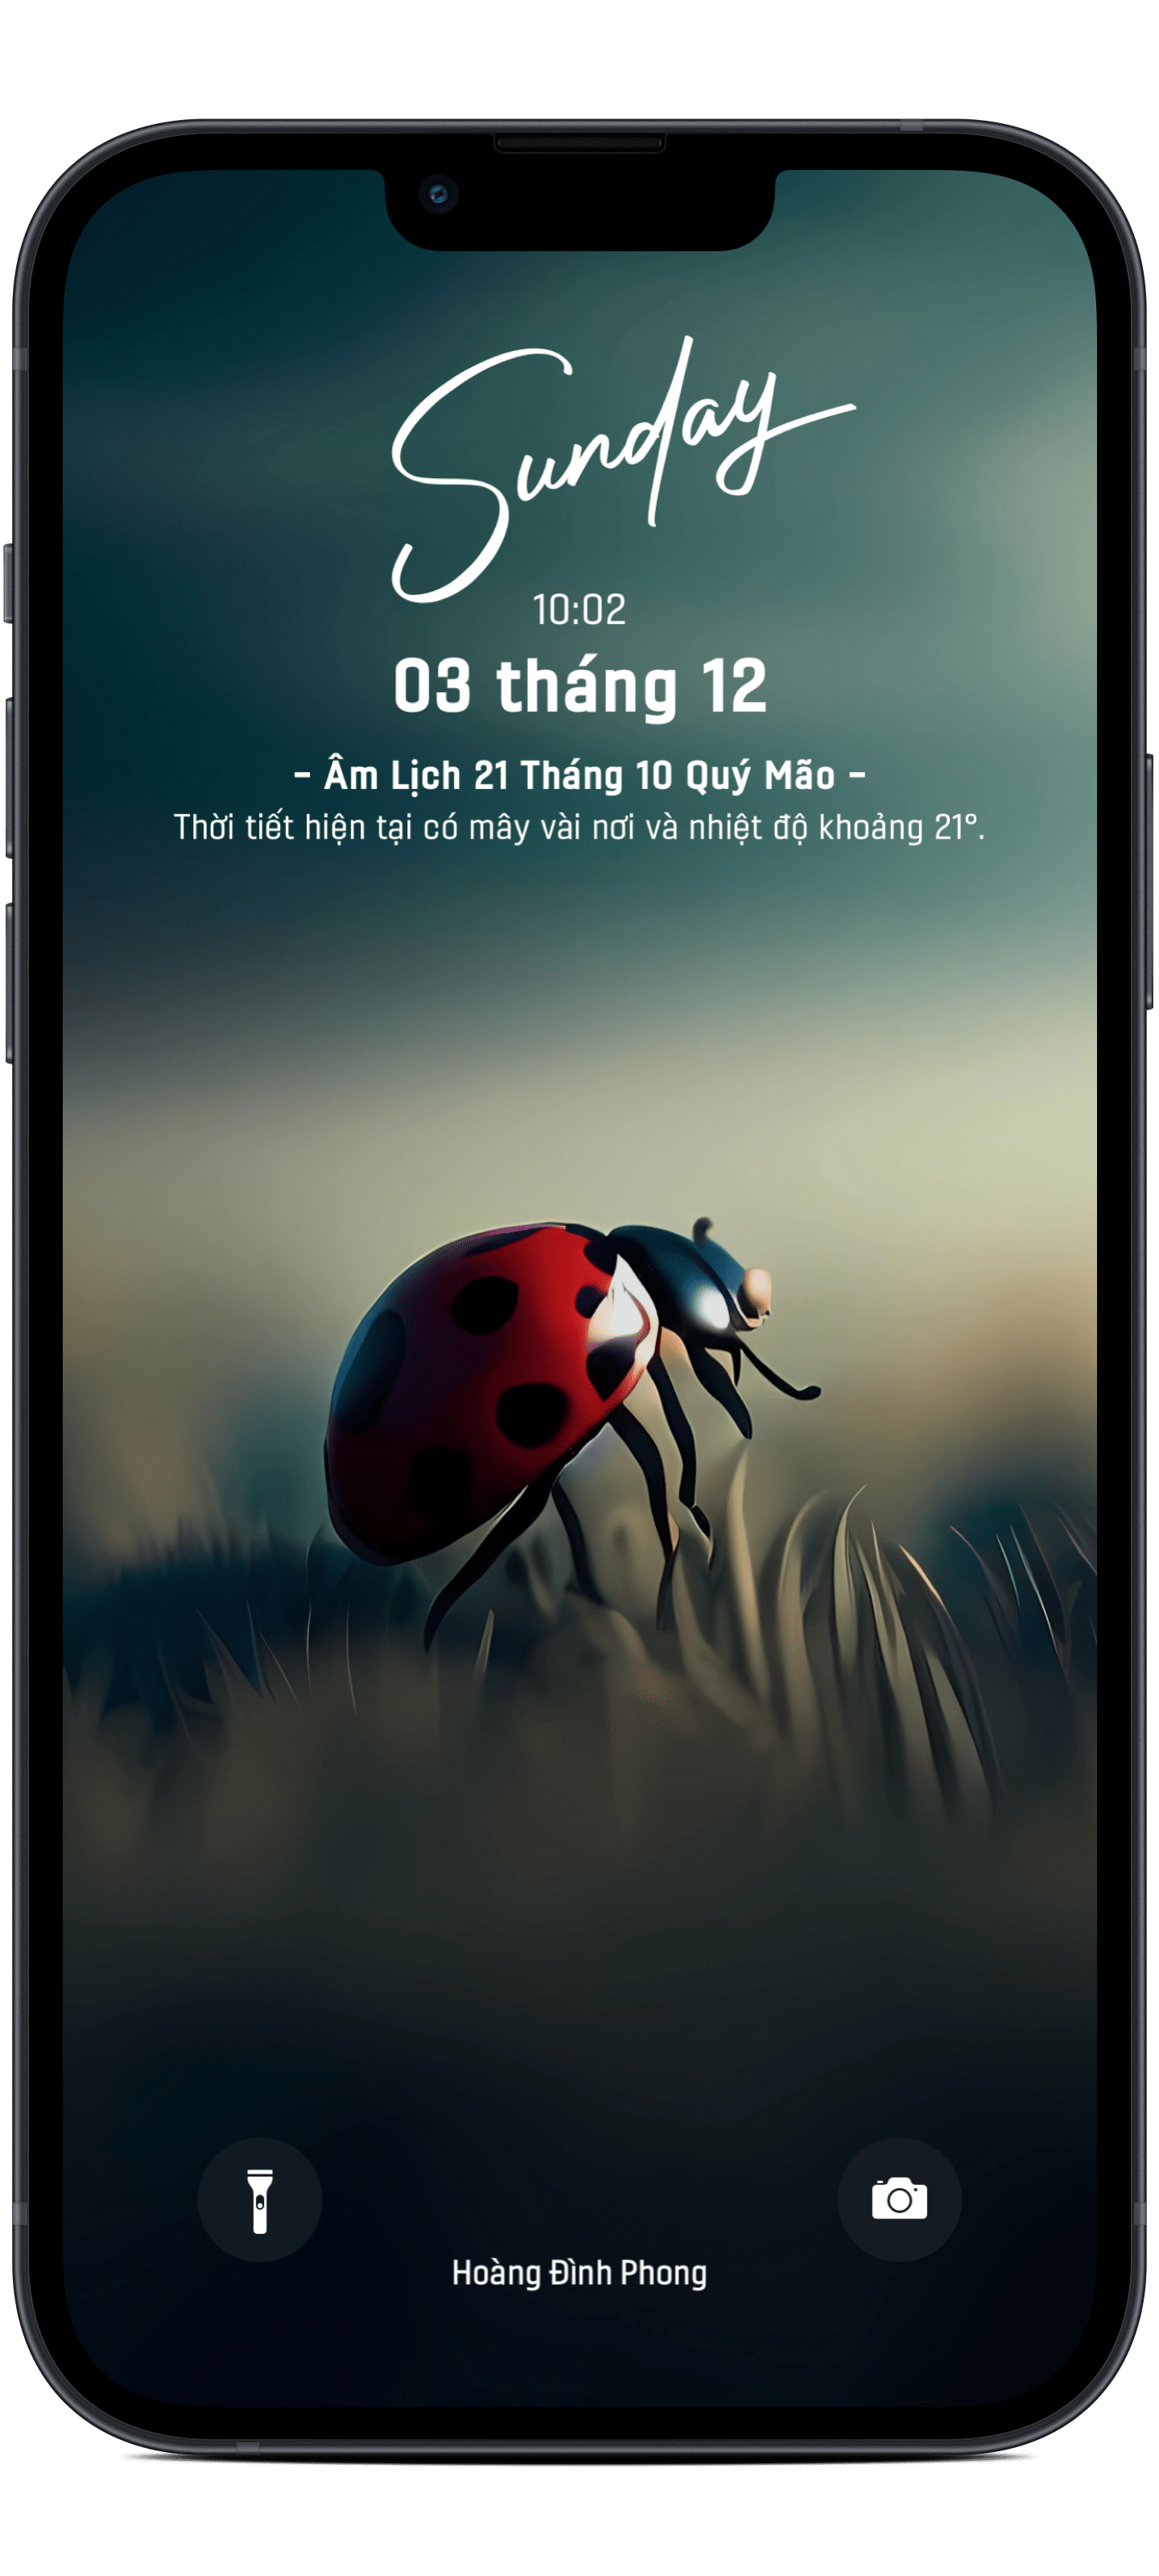 Sunday
10:02
03 tháng 12
- Âm Lịch 21 Tháng 10 Quý Mão -
Thời tiết hiện tại có mây vài nơi và nhiệt độ khoảng 21°.
Hoàng Đình Phong